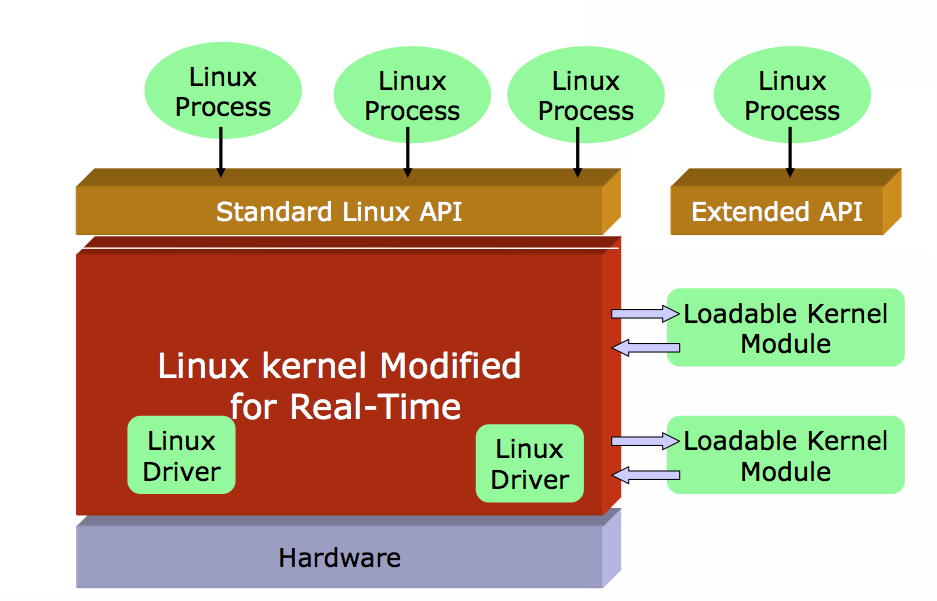 Linux
Process
Linux
Process
Linux
Process
Linux
Process
Standard Linux API
Extended API
Linux kernel Modified
for Real-Time
Loadable Kernel
Module
Linux
Driver
Linux
Driver
Loadable Kernel
Module
Hardware